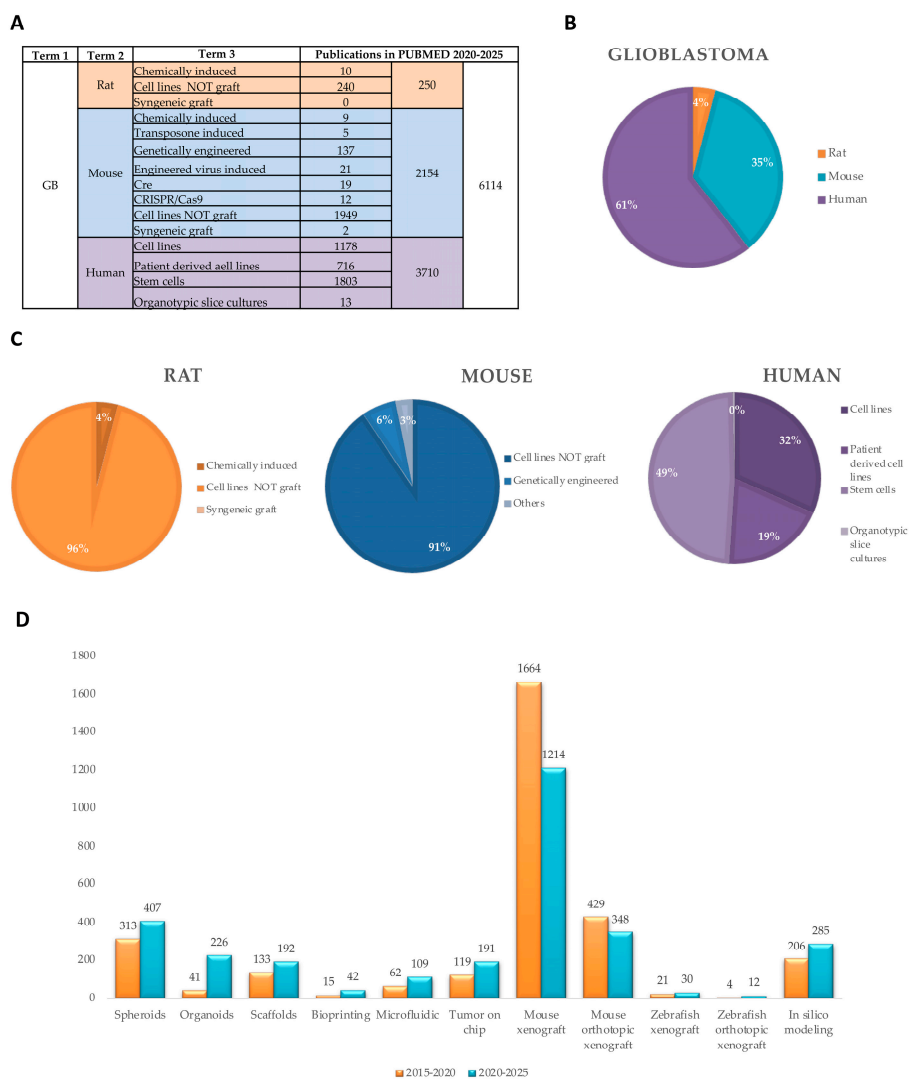 A
Term 1 Term 2 Term 3 Publications in PUBMED 2020-2025
GB
Rat
Chemically induced 10
Cell lines NOT graft 240
Syngeneic graft 0
250
Mouse
Chemically induced 9
Transposone induced 5
Genetically engineered 137
Engineered virus induced 21
Cre 19
CRISPR/Cas9 12
Cell lines NOT graft 1949
Syngeneic graft 2
2154
6114
Human
Cell lines 1178
Patient derived aell lines 716
Stem cells 1803
Organotypic slice cultures 13
3710
B
GLIOBLASTOMA
4%
35%
61%
Rat
Mouse
Human
C
RAT
4%
96%
Chemically induced
Cell lines NOT graft
Syngeneic graft
MOUSE
6%
3%
91%
Cell lines NOT graft
Genetically engineered
Others
HUMAN
0%
32%
49%
19%
Cell lines
Patient
derived cell
lines
Stem cells
Organotypic
slice
cultures
D
1800
1600
1400
1200
1000
800
600
400
200
0
313 407
41 226
133 192
15 42
62 109
119 191
1664 1214
429 348
21 30
4 12
206 285
Spheroids
Organoids
Scaffolds
Bioprinting
Microfluidic
Tumor on
chip
Mouse
xenograft
Mouse
orthotopic
xenograft
Zebrafish
xenograft
Zebrafish
orthotopic
xenograft
In silico
modeling
2015-2020 2020-2025